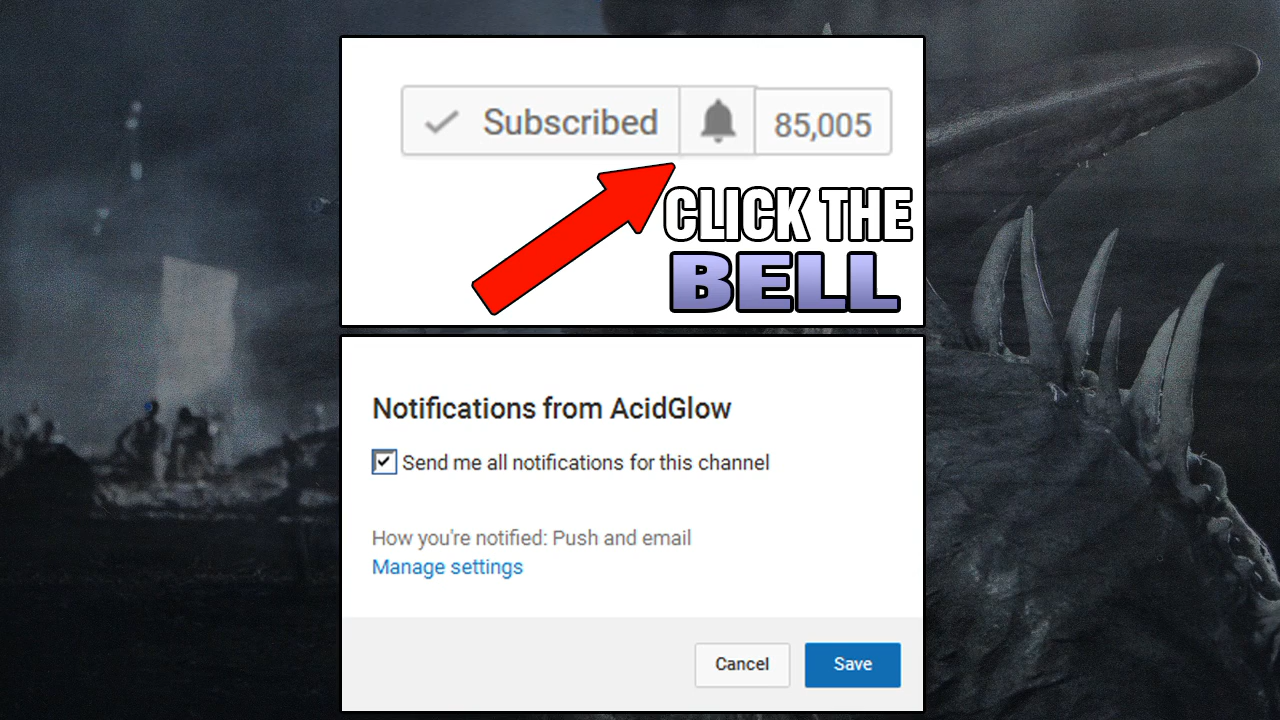 Subscribed 85,005
CLICK THE
BELL
Notifications from AcidGlow
Send me all notifications for this channel
How you're notified: Push and email
Manage settings
Cancel Save